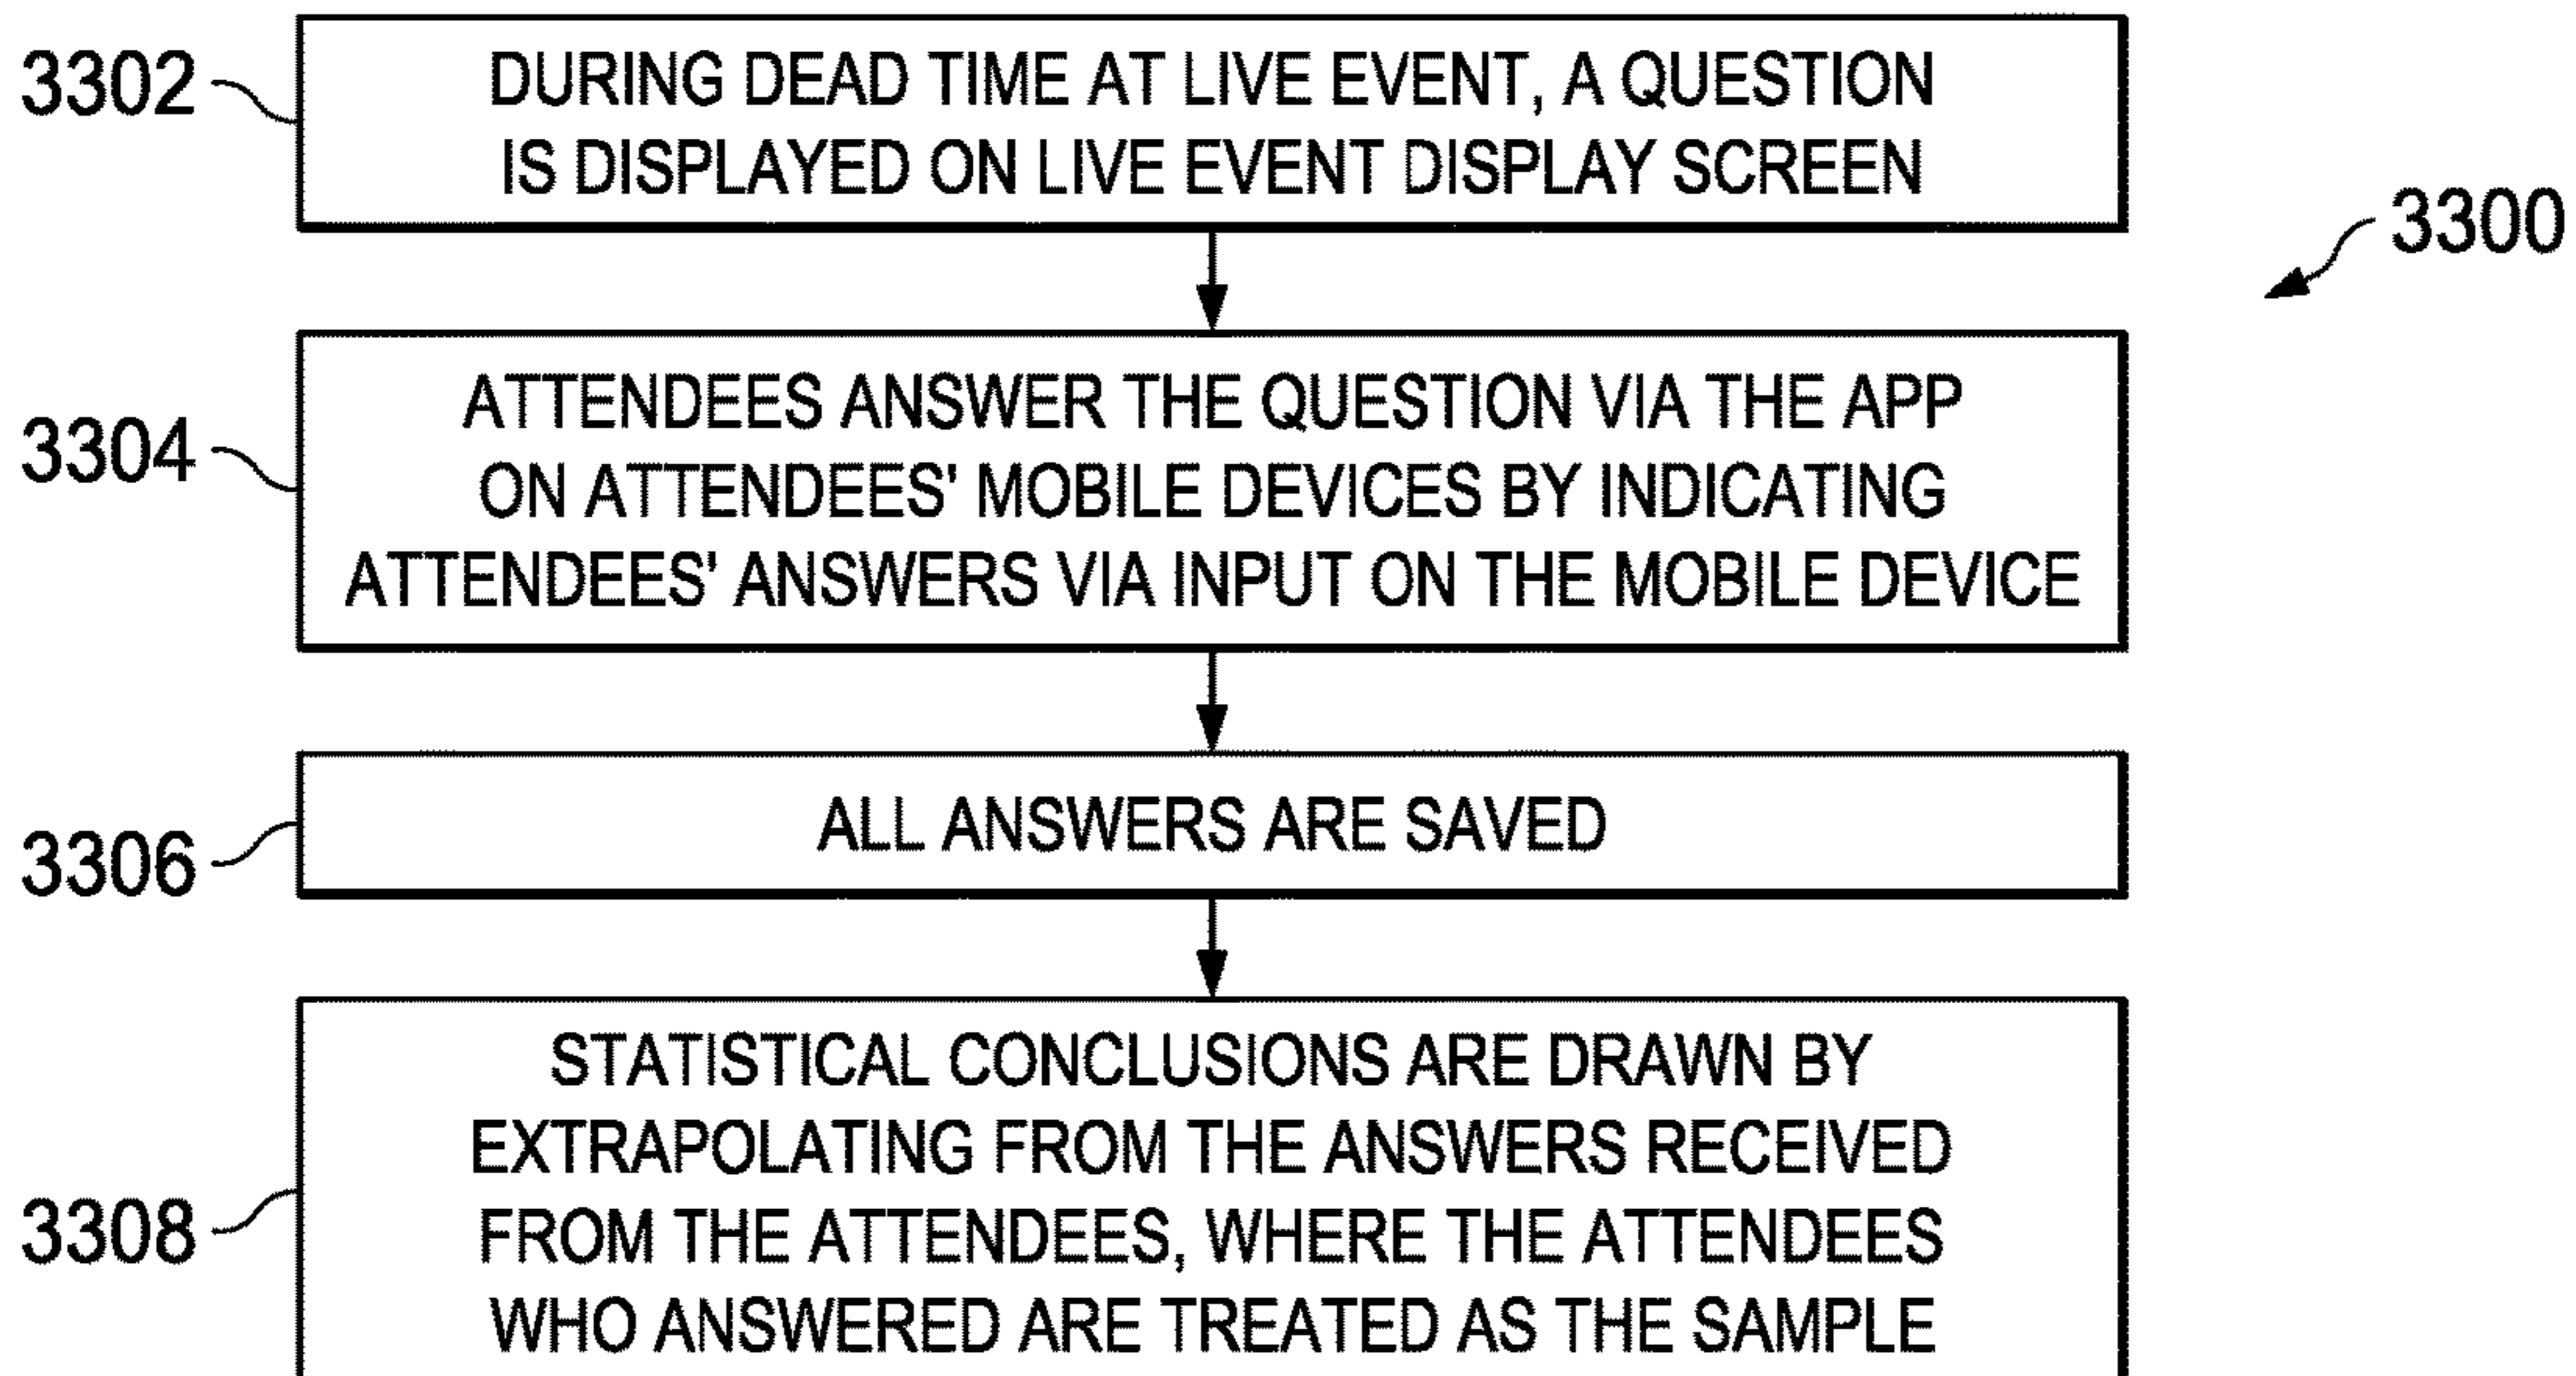 3302
DURING DEAD TIME AT LIVE EVENT, A QUESTION
IS DISPLAYED ON LIVE EVENT DISPLAY SCREEN
3300
3304
ATTENDEES ANSWER THE QUESTION VIA THE APP
ON ATTENDEES' MOBILE DEVICES BY INDICATING
ATTENDEES' ANSWERS VIA INPUT ON THE MOBILE DEVICE
3306
ALL ANSWERS ARE SAVED
3308
STATISTICAL CONCLUSIONS ARE DRAWN BY
EXTRAPOLATING FROM THE ANSWERS RECEIVED
FROM THE ATTENDEES, WHERE THE ATTENDEES
WHO ANSWERED ARE TREATED AS THE SAMPLE